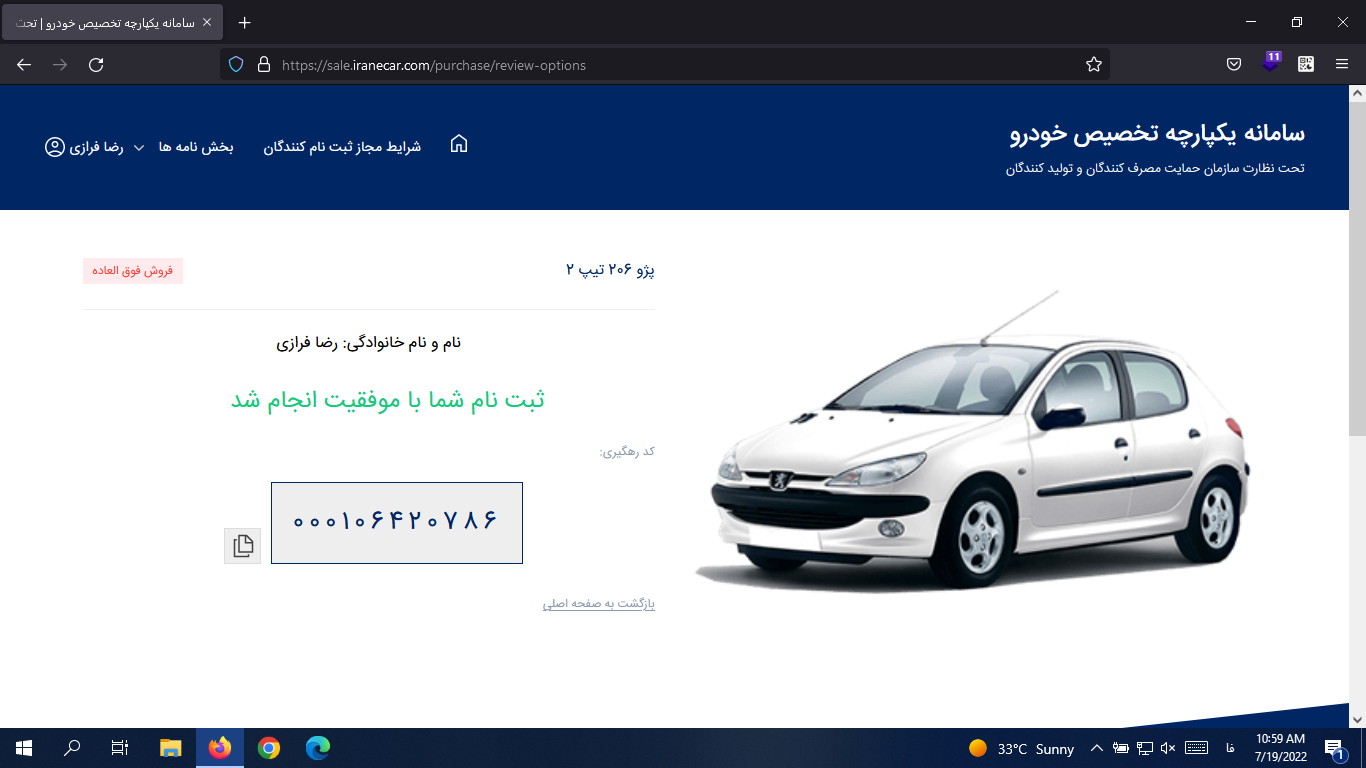 سامانه یکپارچه تخصیص خودرو | تحت
https://sale.iranecar.com/purchase/review-options
11
سامانه یکپارچه تخصیص خودرو
تحت نظارت سازمان حمایت مصرف کنندگان و تولید کنندگان
شرایط مجاز ثبت نام کنندگان
بخش نامه ها
رضا فرازی
پژو ۲۰۶ تیپ ۲
فروش فوق العاده
نام و نام خانوادگی: رضا فرازی
ثبت نام شما با موفقیت انجام شد
کد رهگیری:
۰۰۰۱۰۶۴۲۰۷۸۶
بازگشت به صفحه اصلی
33°C Sunny
فا
10:59 AM
7/19/2022
1